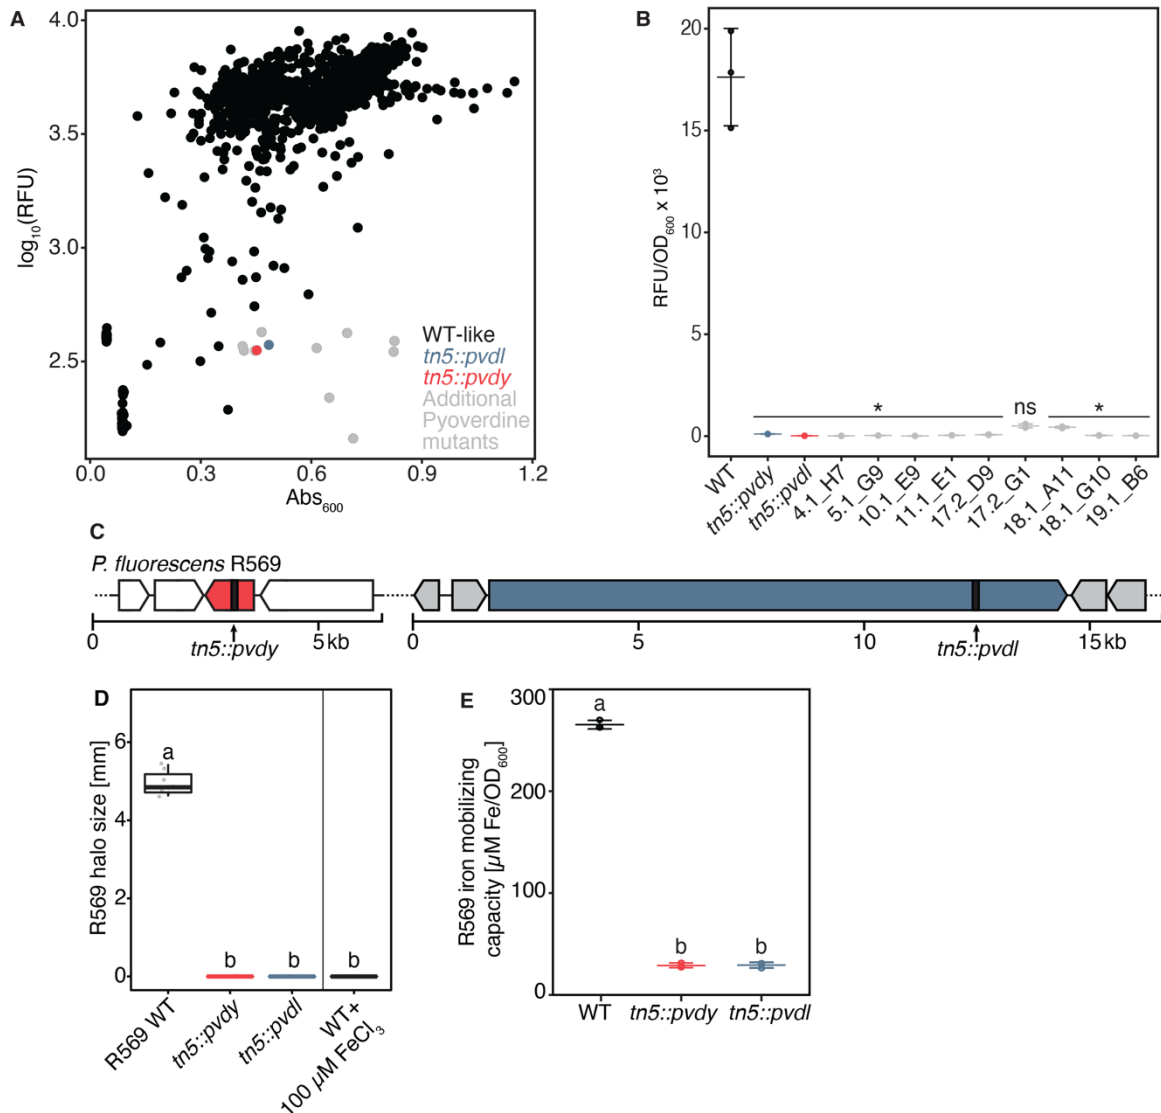 A
4.0
3.5
3.0
2.5
log10(RFU)
0.0
0.3
0.6
0.9
1.2
Abs600
WT-like
tn5::pvdl
tn5::pvdy
Additional
Pyoverdine
mutants
B
20
15
10
5
0
RFU/OD600 x 10³
*
ns
*
WT
tn5::pvdy
tn5::pvdl
4.1_H7
5.1_G9
10.1_E9
11.1_E1
17.2_D9
17.2_G1
18.1_A11
18.1_G10
19.1_B6
C
P. fluorescens R569
0
5kb
tn5::pvdy
0
5
10
15kb
tn5::pvdl
D
6
4
2
0
R569 halo size [mm]
a
b
b
b
R569 WT
tn5::pvdy
tn5::pvdl
WT+
100 µM FeCl3
E
300
200
100
0
R569 iron mobilizing
capacity [µM Fe/OD600]
a
b
b
WT
tn5::pvdy
tn5::pvdl